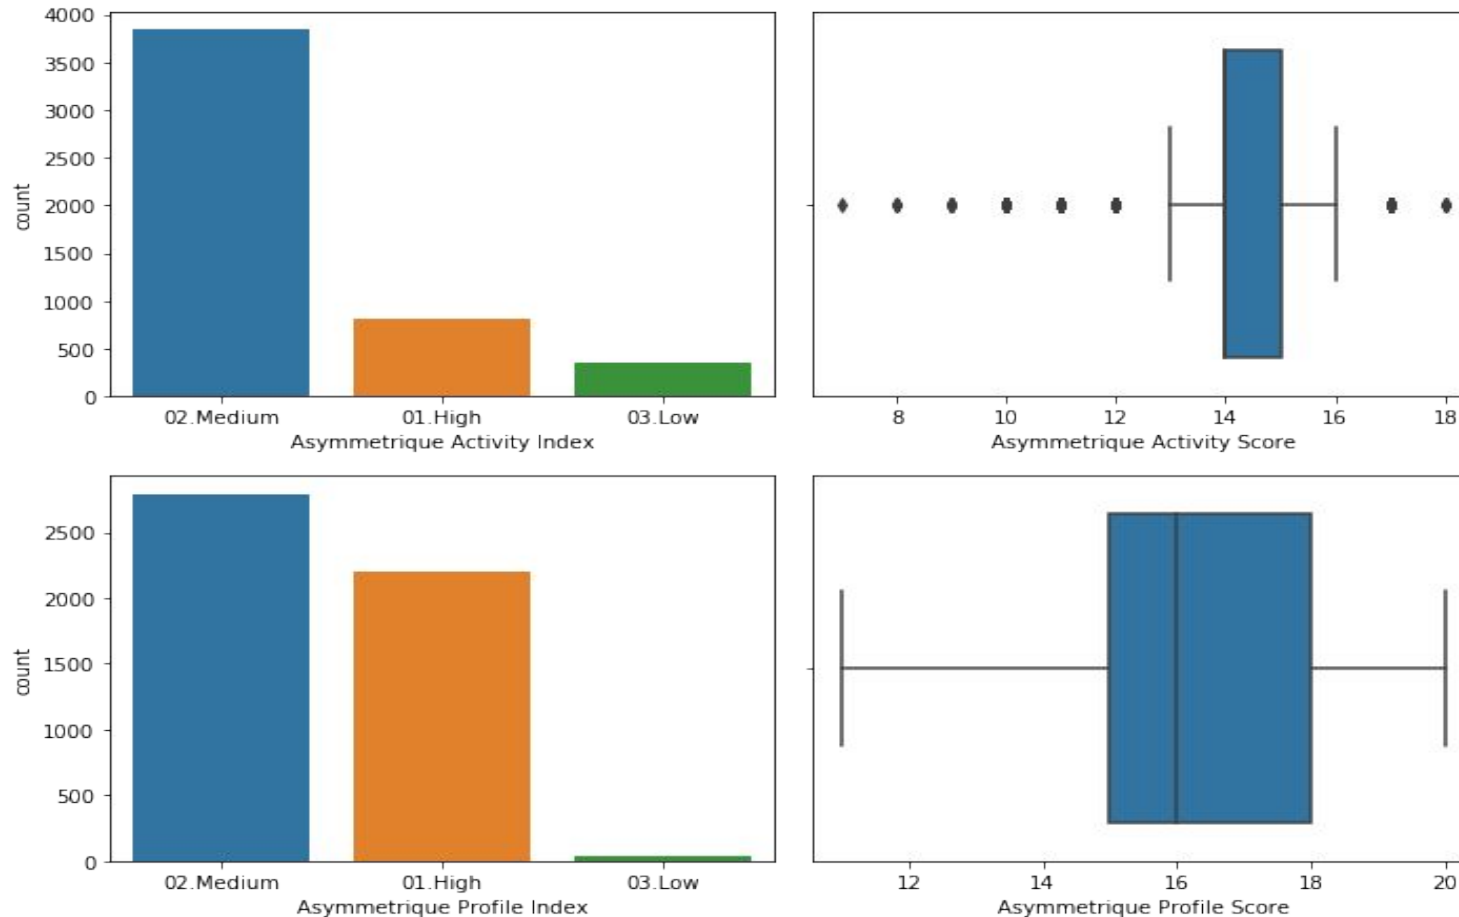 4000
3500
3000
2500
2000
1500
1000
500
0
count
02.Medium 01.High 03.Low
Asymmetrique Activity Index
8 10 12 14 16 18
Asymmetrique Activity Score
2500
2000
1500
1000
500
0
count
02.Medium 01.High 03.Low
Asymmetrique Profile Index
12 14 16 18 20
Asymmetrique Profile Score